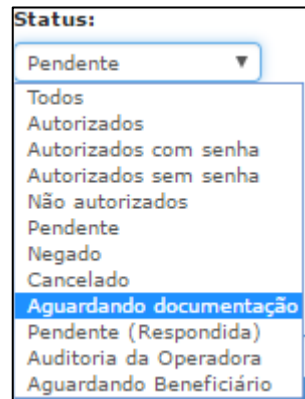 Status:
Pendente ▼
Todos
Autorizados
Autorizados com senha
Autorizados sem senha
Não autorizados
Pendente
Negado
Cancelado
Aguardando documentação
Pendente (Respondida)
Auditoria da Operadora
Aguardando Beneficiário